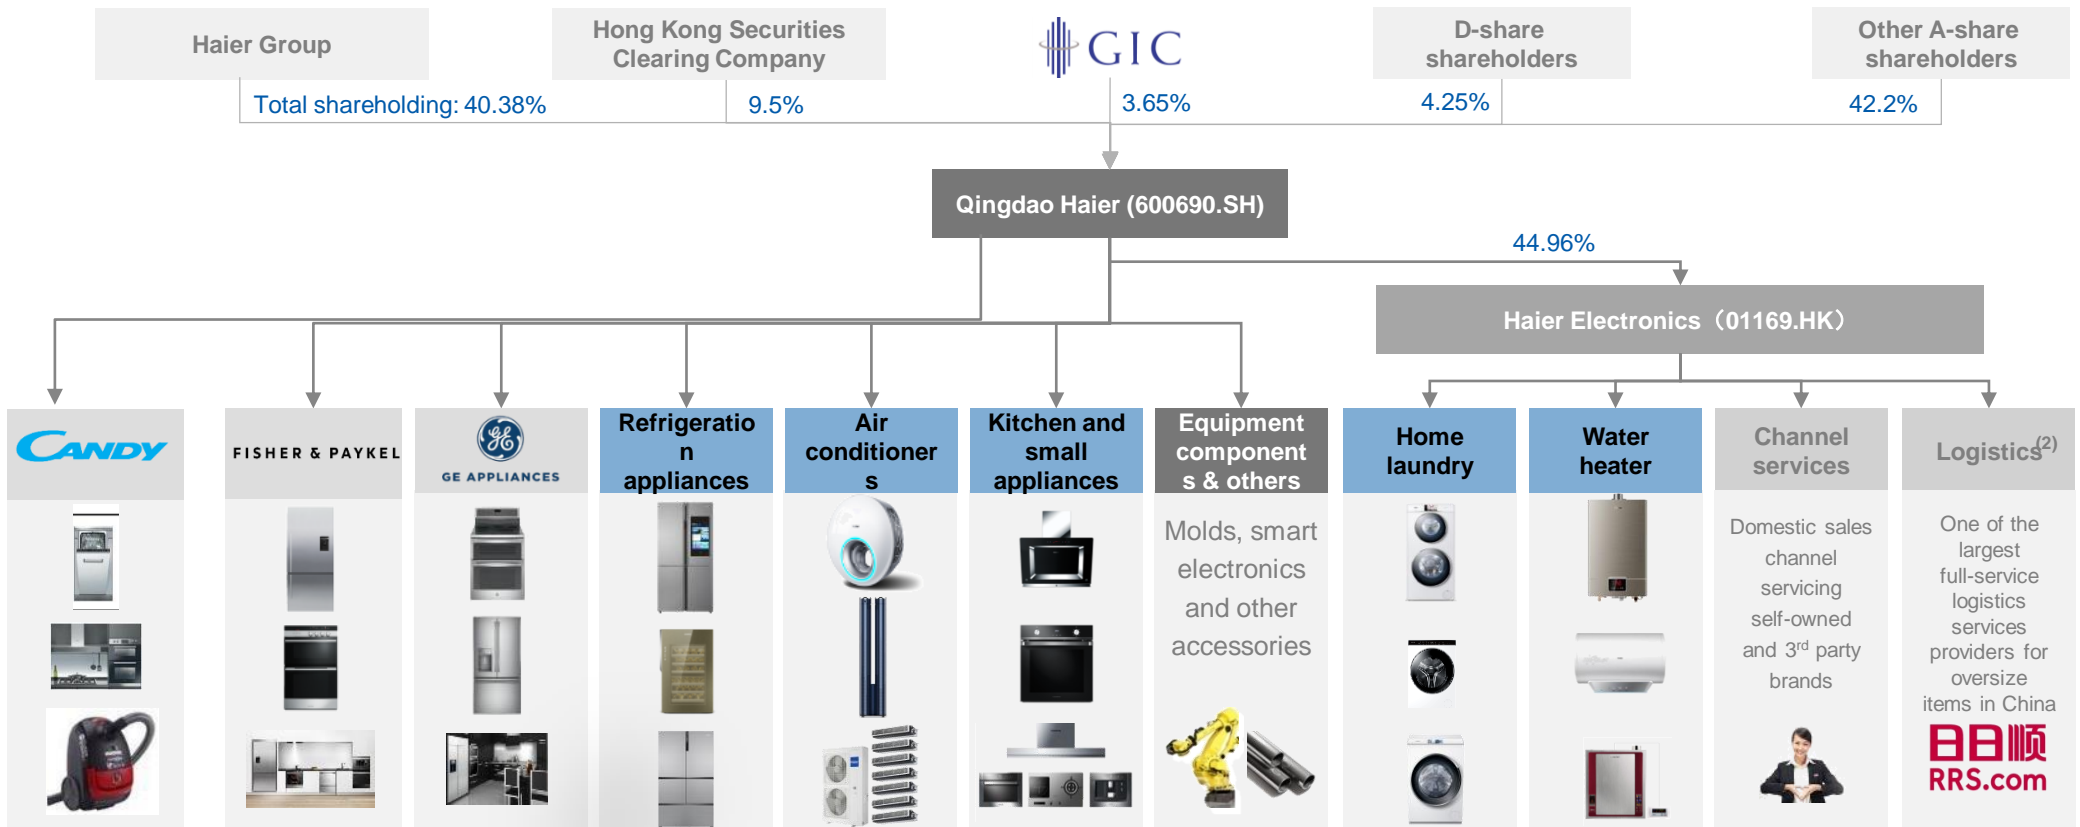 Haier Group
Hong Kong Securities
Clearing Company
GIC
D-share
shareholders
Other A-share
shareholders
Total shareholding: 40.38%
9.5%
3.65%
4.25%
42.2%
Qingdao Haier (600690.SH)
44.96%
Haier Electronics（01169.HK）
CANDY
FISHER & PAYKEL
GE APPLIANCES
Refrigeratio
n
appliances
Air
conditioner
s
Kitchen and
small
appliances
Equipment
component
s & others
Molds, smart
electronics
and other
accessories
Home
laundry
Water
heater
Channel
services
Domestic sales
channel
servicing
self-owned
and 3rd party
brands
Logistics(2)
One of the
largest
full-service
logistics
services
providers for
oversize
items in China
日日顺
RRS.com